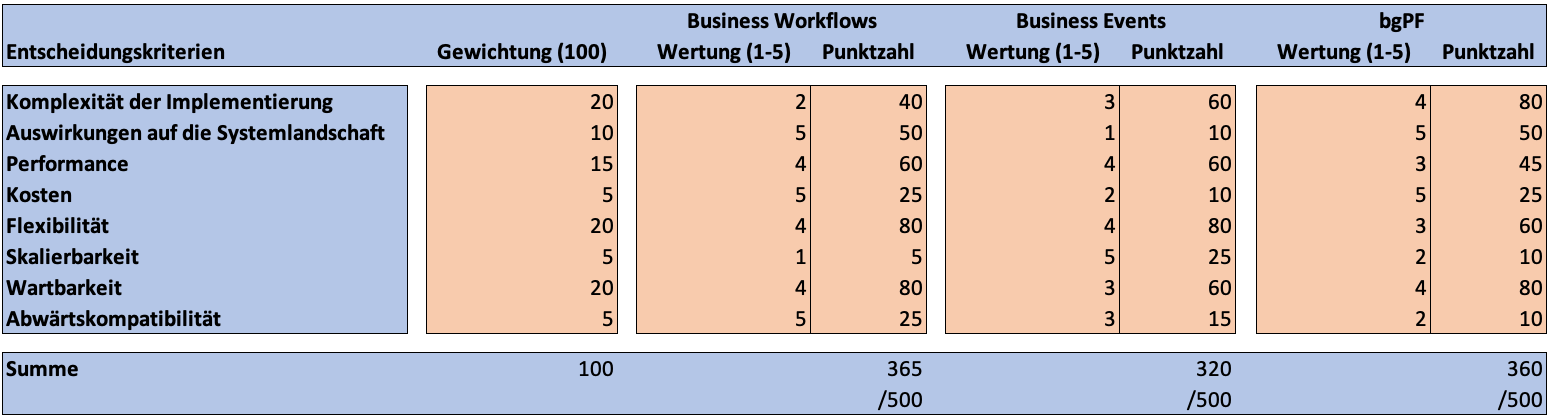 Business Workflows Business Events bgPF
Entscheidungskriterien Gewichtung (100) Wertung (1-5) Punktzahl Wertung (1-5) Punktzahl Wertung (1-5) Punktzahl
Komplexität der Implementierung 20 2 40 3 60 4 80
Auswirkungen auf die Systemlandschaft 10 5 50 1 10 5 50
Performance 15 4 60 4 60 3 45
Kosten 5 5 25 2 10 5 25
Flexibilität 20 4 80 4 80 3 60
Skalierbarkeit 5 1 5 5 25 2 10
Wartbarkeit 20 4 80 3 60 4 80
Abwärtskompatibilität 5 5 25 3 15 2 10
Summe 100 365 320 360
/500 /500 /500